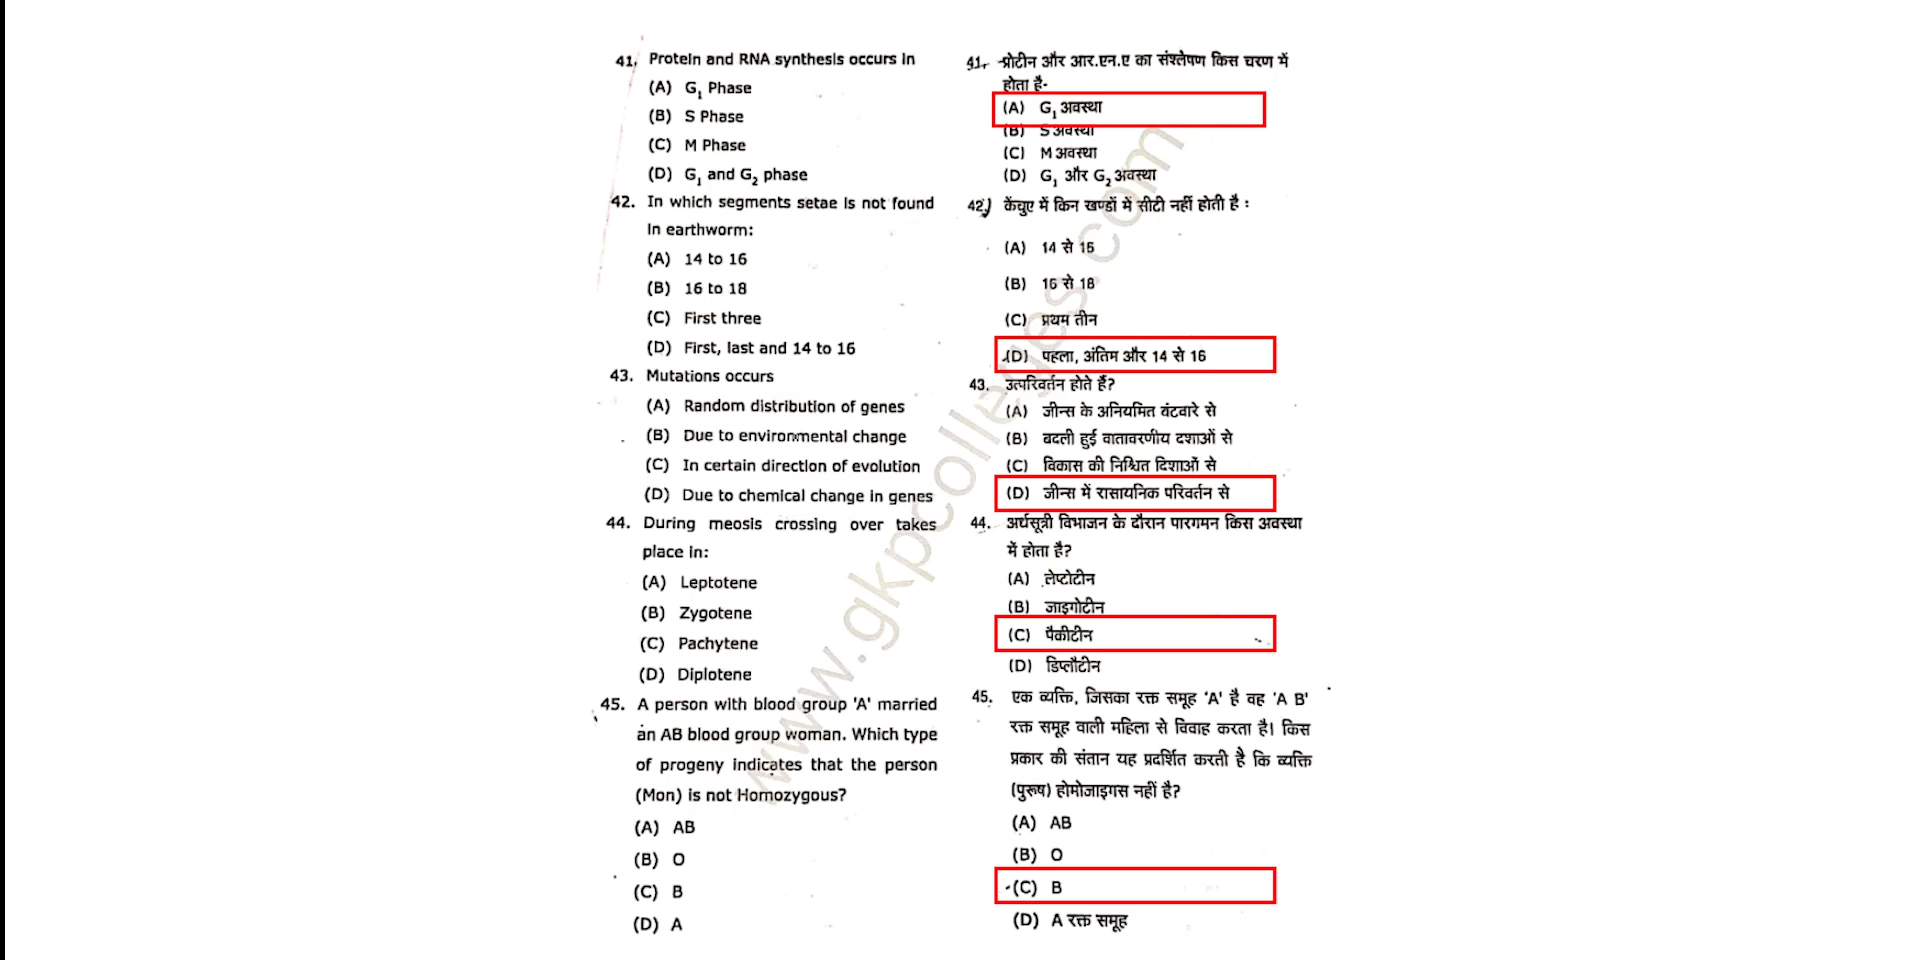 41. Protein and RNA synthesis occurs in
(A) G1 Phase
(B) S Phase
(C) M Phase
(D) G1 and G2 phase
42. In which segments setae is not found
in earthworm:
(A) 14 to 16
(B) 16 to 18
(C) First three
(D) First, last and 14 to 16
43. Mutations occurs
(A) Random distribution of genes
(B) Due to environmental change
(C) In certain direction of evolution
(D) Due to chemical change in genes
44. During meosis crossing over takes
place in:
(A) Leptotene
(B) Zygotene
(C) Pachytene
(D) Diplotene
45. A person with blood group 'A' married
an AB blood group woman. Which type
of progeny indicates that the person
(Mon) is not Homozygous?
(A) AB
(B) O
(C) B
(D) A
41. प्रोटीन और आर.एन.ए का संश्लेषण किस चरण में
होता है-
(A) G1 अवस्था
(B) S अवस्था
(C) M अवस्था
(D) G1 और G2 अवस्था
42. केंचुए में किन खण्डों में सीटी नहीं होती है :
(A) 14 से 16
(B) 16 से 18
(C) प्रथम तीन
(D) पहला, अंतिम और 14 से 16
43. उत्परिवर्तन होते हैं?
(A) जीन्स के अनियमित बंटवारे से
(B) बदली हुई वातावरणीय दशाओं से
(C) विकास की निश्चित दिशाओं से
(D) जीन्स में रासायनिक परिवर्तन से
44. अर्धसूत्री विभाजन के दौरान पारगमन किस अवस्था
में होता है?
(A) लेप्टोटीन
(B) जाइगोटीन
(C) पैकीटीन
(D) डिप्लौटीन
45. एक व्यक्ति, जिसका रक्त समूह 'A' है वह 'A B'
रक्त समूह वाली महिला से विवाह करता है। किस
प्रकार की संतान यह प्रदर्शित करती है कि व्यक्ति
(पुरूष) होमोजाइगस नहीं है?
(A) AB
(B) O
(C) B
(D) A रक्त समूह
www.gkpcolleges.com